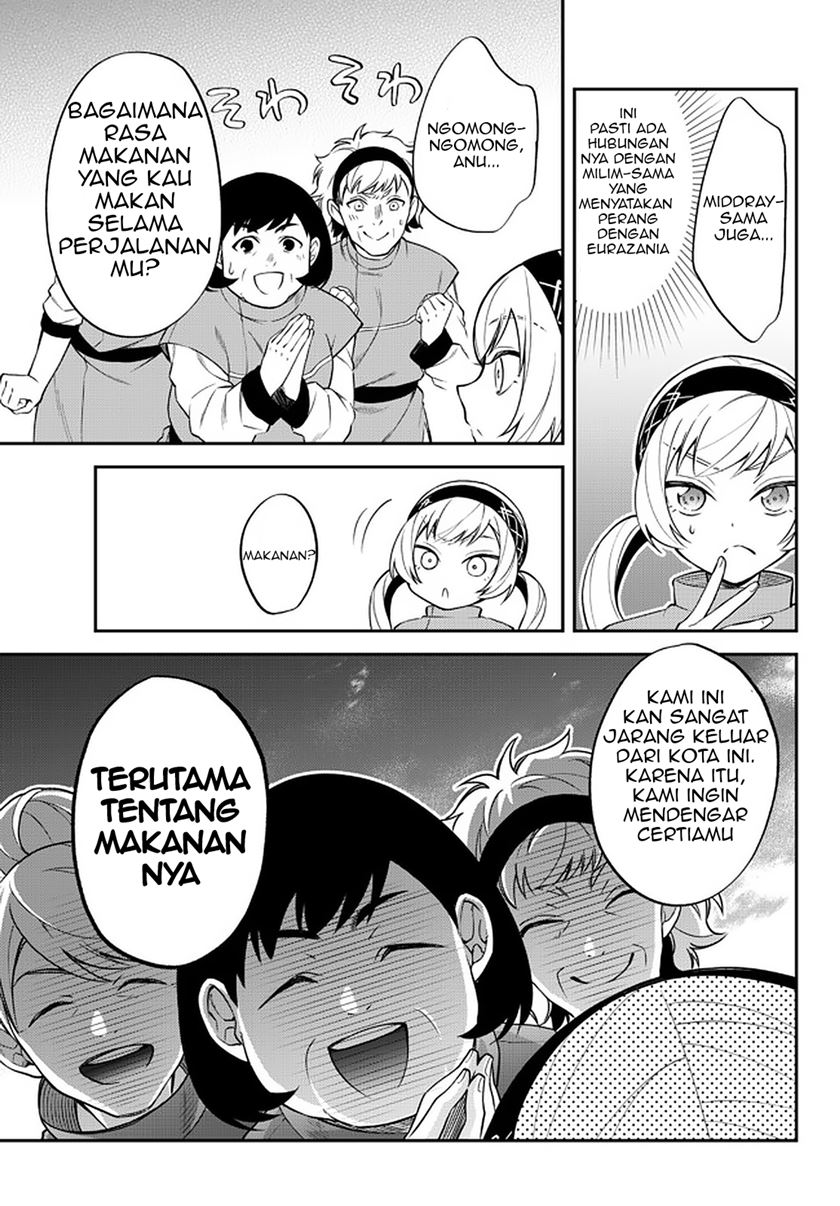 MIDDRAY-
SAMA
JUGA...
INI
PASTI ADA
HUBUNGAN
NYA DENGAN
MILIM-SAMA
YANG
MENYATAKAN
PERANG
DENGAN
EURAZANIA
NGOMONG-
NGOMONG,
ANU...
そわ
そわ
BAGAIMANA
RASA
MAKANAN
YANG KAU
MAKAN
SELAMA
PERJALANAN
MU?
MAKANAN?
KAMI INI
KAN SANGAT
JARANG KELUAR
DARI KOTA INI.
KARENA ITU,
KAMI INGIN
MENDENGAR
CERTIAMU
TERUTAMA
TENTANG
MAKANAN
NYA